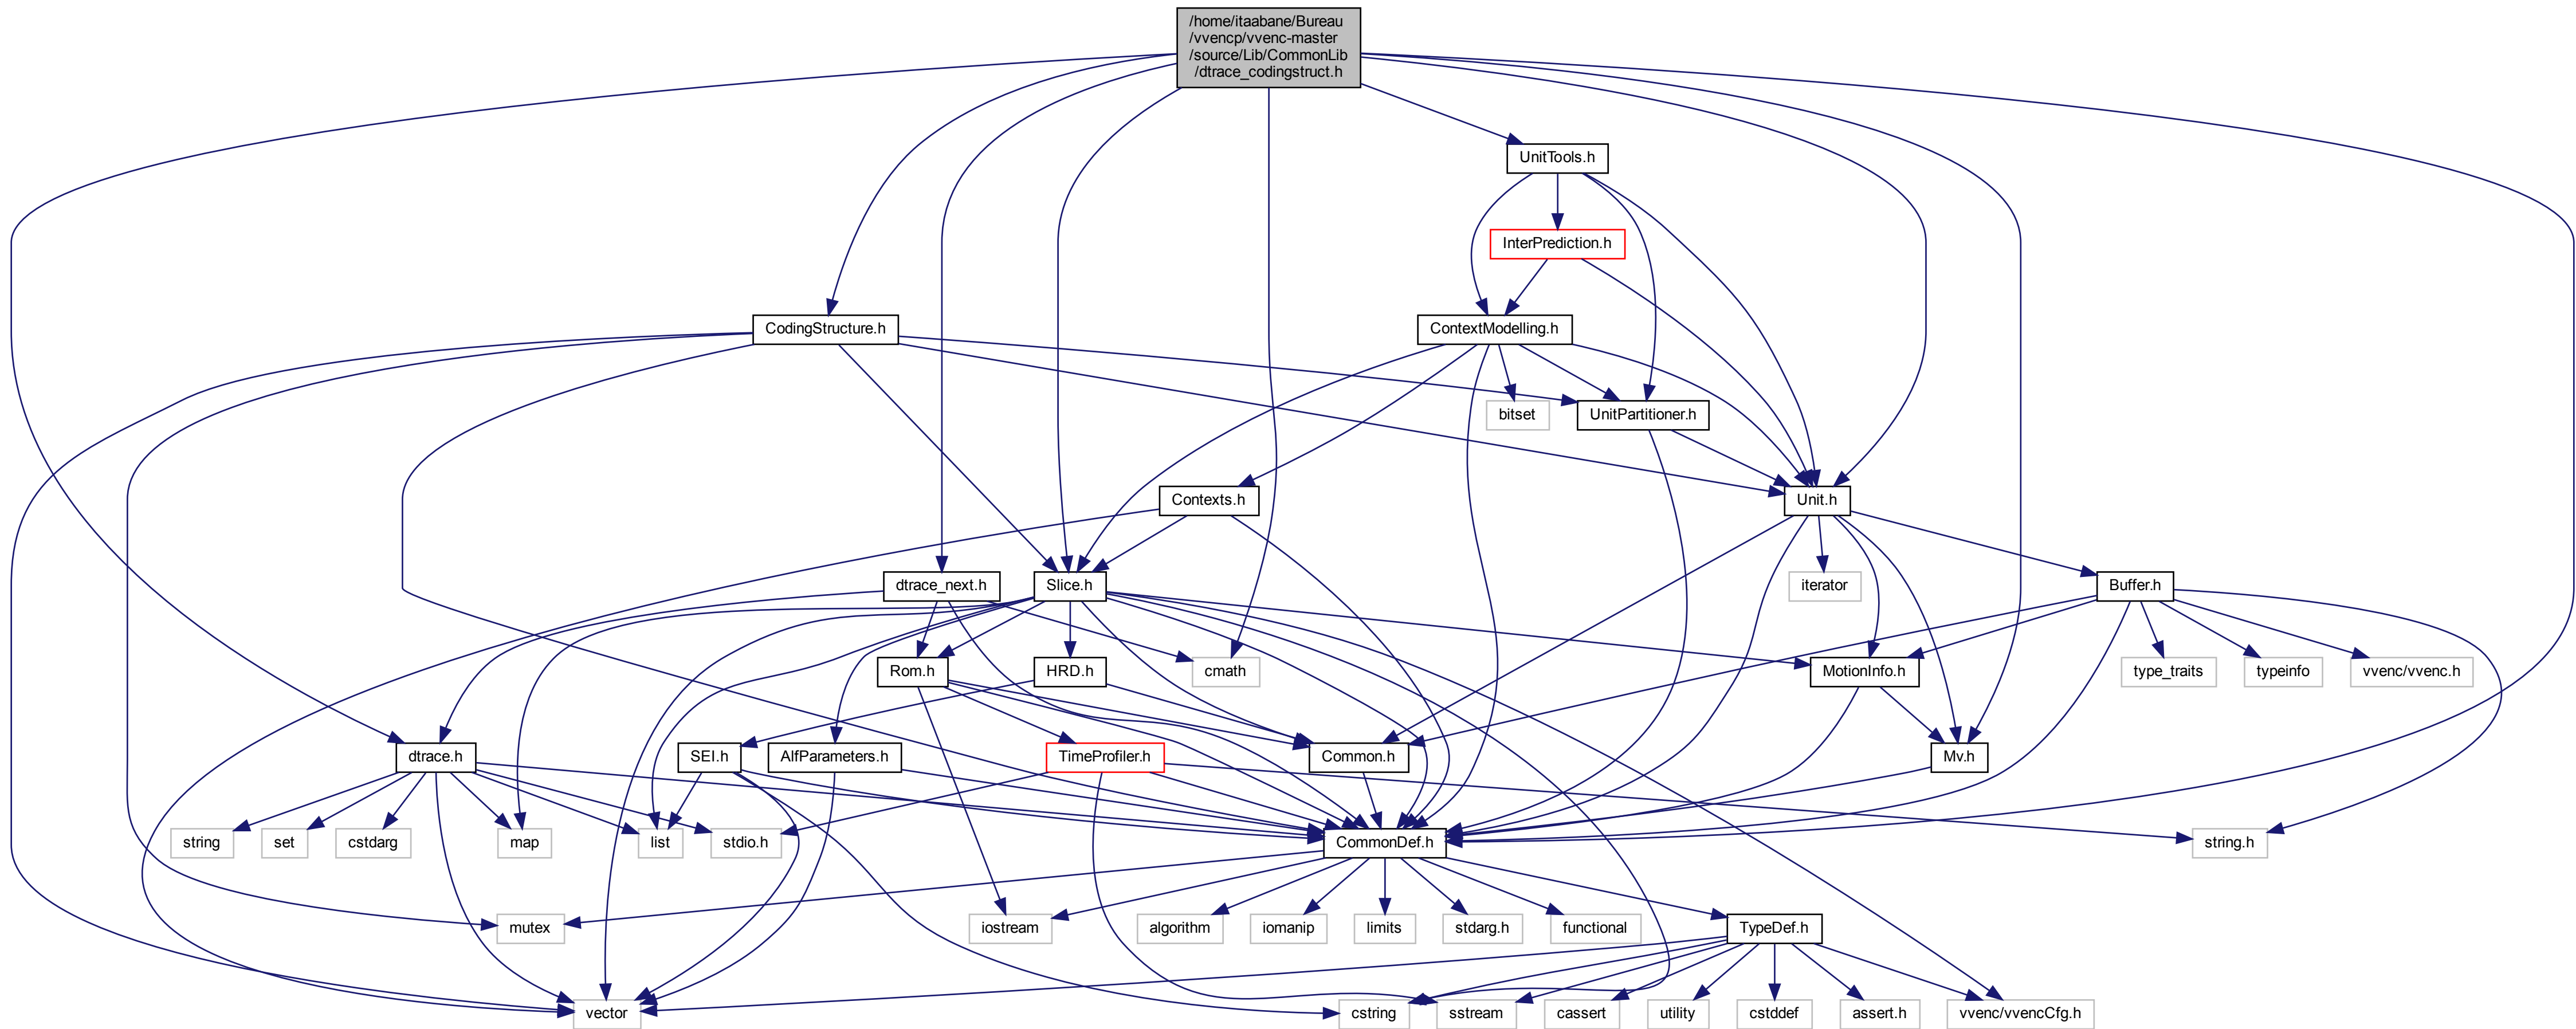 /home/itaabane/Bureau
/vvencp/vvenc-master
/source/Lib/CommonLib
/dtrace_codingstruct.h
UnitTools.h
InterPrediction.h
CodingStructure.h
ContextModelling.h
bitset
UnitPartitioner.h
Contexts.h
Unit.h
dtrace_next.h
Slice.h
iterator
Buffer.h
Rom.h
HRD.h
cmath
MotionInfo.h
type_traits
typeinfo
vvenc/vvenc.h
dtrace.h
SEI.h
AlfParameters.h
TimeProfiler.h
Common.h
Mv.h
string
set
cstdarg
map
list
stdio.h
CommonDef.h
string.h
mutex
iostream
algorithm
iomanip
limits
stdarg.h
functional
TypeDef.h
vector
cstring
sstream
cassert
utility
cstddef
assert.h
vvenc/vvencCfg.h